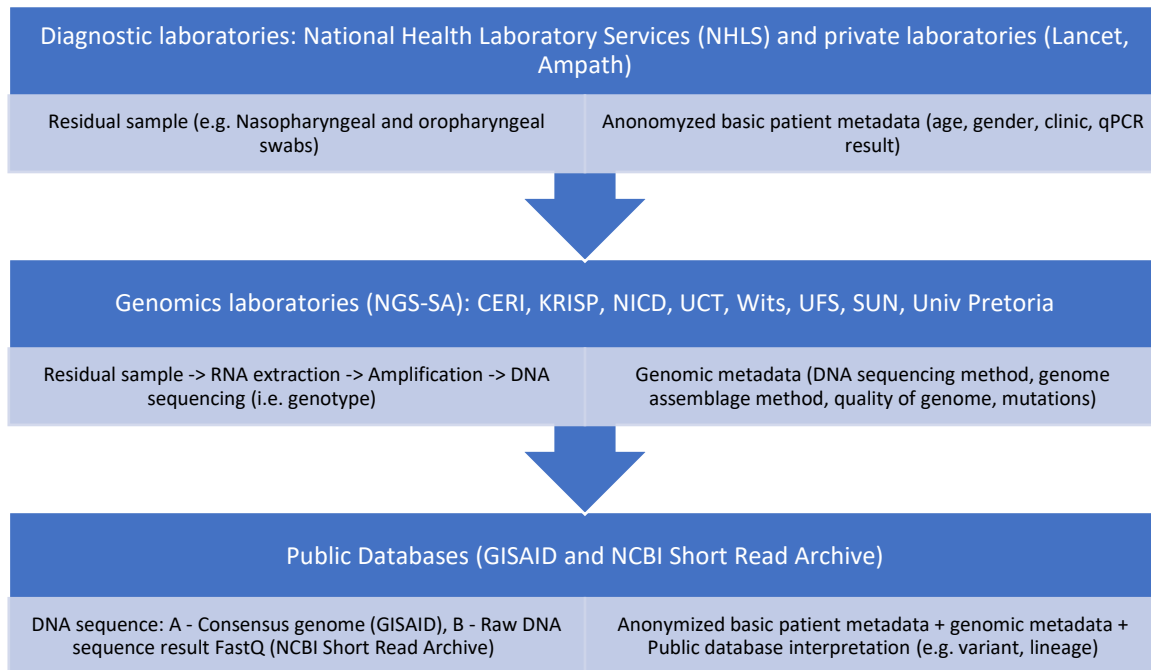 Diagnostic laboratories: National Health Laboratory Services (NHLS) and private laboratories (Lancet,
Ampath)
Residual sample (e.g. Nasopharyngeal and oropharyngeal
swabs)
Anonomyzed basic patient metadata (age, gender, clinic, qPCR
result)
Genomics laboratories (NGS-SA): CERI, KRISP, NICD, UCT, Wits, UFS, SUN, Univ Pretoria
Residual sample -> RNA extraction -> Amplification -> DNA
sequencing (i.e. genotype)
Genomic metadata (DNA sequencing method, genome
assemblage method, quality of genome, mutations)
Public Databases (GISAID and NCBI Short Read Archive)
DNA sequence: A - Consensus genome (GISAID), B - Raw DNA
sequence result FastQ (NCBI Short Read Archive)
Anonymized basic patient metadata + genomic metadata +
Public database interpretation (e.g. variant, lineage)